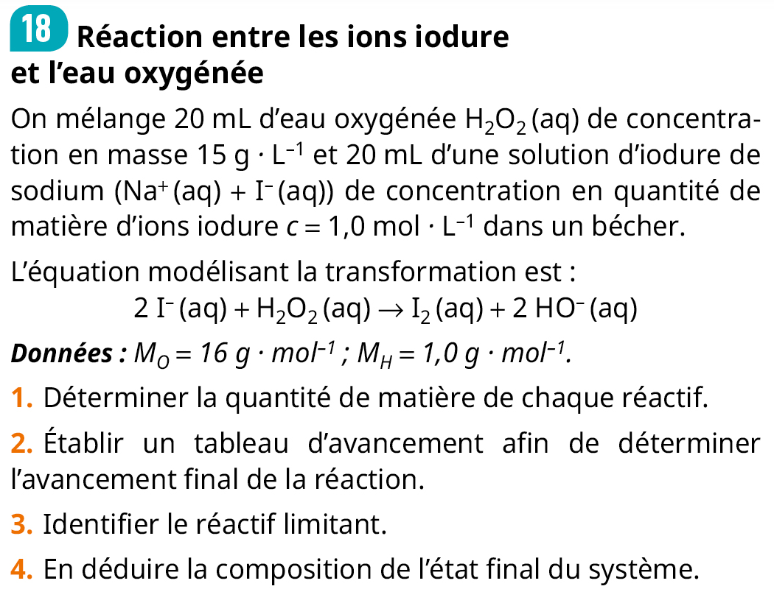 18 Réaction entre les ions iodure
et l’eau oxygénée
On mélange 20 mL d’eau oxygénée H₂O₂ (aq) de concentra-
tion en masse 15 g · L⁻¹ et 20 mL d’une solution d’iodure de
sodium (Na⁺ (aq) + I⁻ (aq)) de concentration en quantité de
matière d’ions iodure c = 1,0 mol · L⁻¹ dans un bécher.
L’équation modélisant la transformation est :
2 I⁻ (aq) + H₂O₂ (aq) → I₂ (aq) + 2 HO⁻ (aq)
Données : M_O = 16 g · mol⁻¹ ; M_H = 1,0 g · mol⁻¹.
1. Déterminer la quantité de matière de chaque réactif.
2. Établir un tableau d’avancement afin de déterminer
l’avancement final de la réaction.
3. Identifier le réactif limitant.
4. En déduire la composition de l’état final du système.